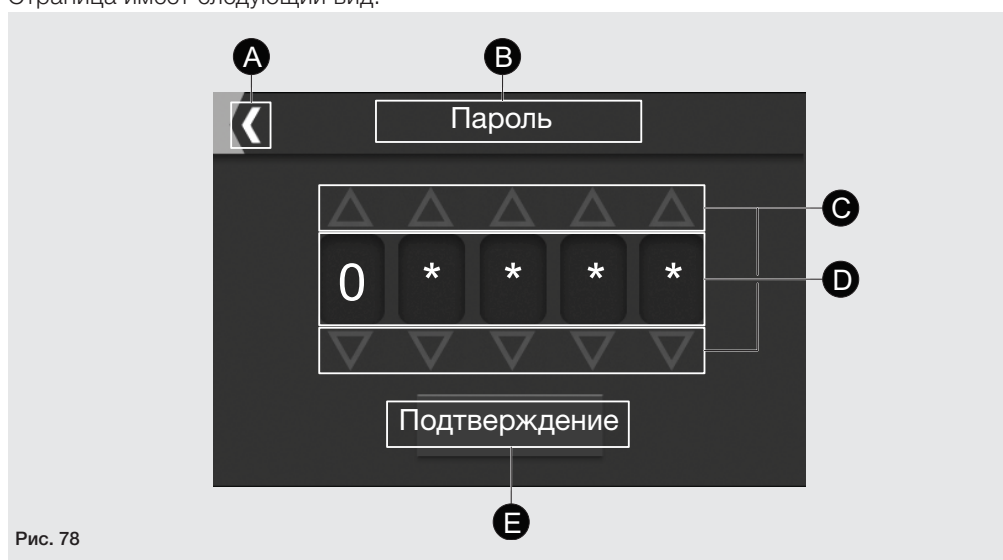 Страница имеет следующий вид:
A
B
Пароль
C
0 * * * *
D
Подтверждение
E
Рис. 78